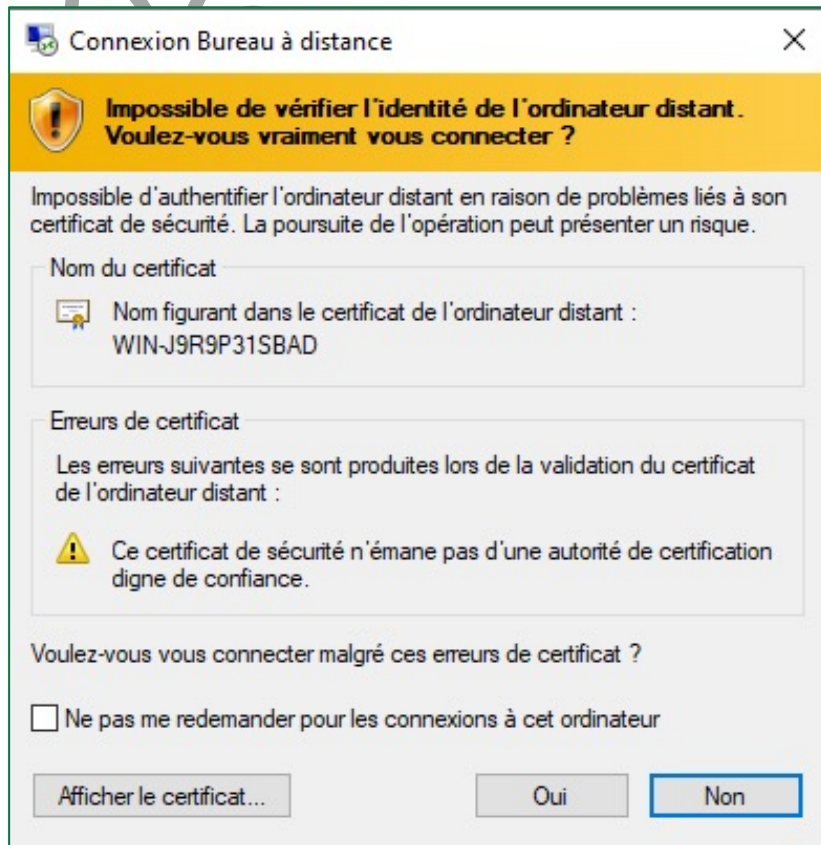 Connexion Bureau à distance
Impossible de vérifier l'identité de l'ordinateur distant.
Voulez-vous vraiment vous connecter ?
Impossible d'authentifier l'ordinateur distant en raison de problèmes liés à son
certificat de sécurité. La poursuite de l'opération peut présenter un risque.
Nom du certificat
Nom figurant dans le certificat de l'ordinateur distant :
WIN-J9R9P31SBAD
Erreurs de certificat
Les erreurs suivantes se sont produites lors de la validation du certificat
de l'ordinateur distant :
Ce certificat de sécurité n'émane pas d'une autorité de certification
digne de confiance.
Voulez-vous vous connecter malgré ces erreurs de certificat ?
Ne pas me redemander pour les connexions à cet ordinateur
Afficher le certificat... Oui Non